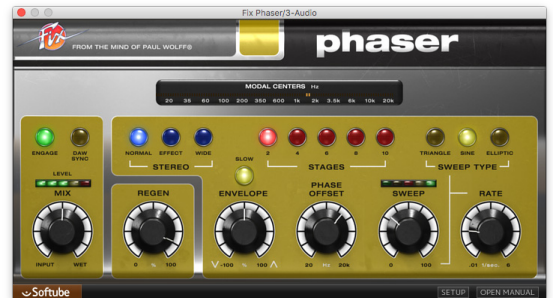 Fix Phaser/3-Audio
Fix
FROM THE MIND OF PAUL WOLFF®
phaser
MODAL CENTERS Hz
20 36 60 100 200 350 600 1k 2k 3.5k 6k 10k 20k
ENGAGE
DAW SYNC
NORMAL EFFECT WIDE
STEREO
2 4 6 8 10
STAGES
TRIANGLE SINE ELLIPTIC
SWEEP TYPE
LEVEL
MIX
INPUT WET
REGEN
0 % 100
SLOW
ENVELOPE
-100 % 100
PHASE
OFFSET
20 Hz 20k
SWEEP
0 100
RATE
.01 1/sec. 6
Softube
SETUP
OPEN MANUAL